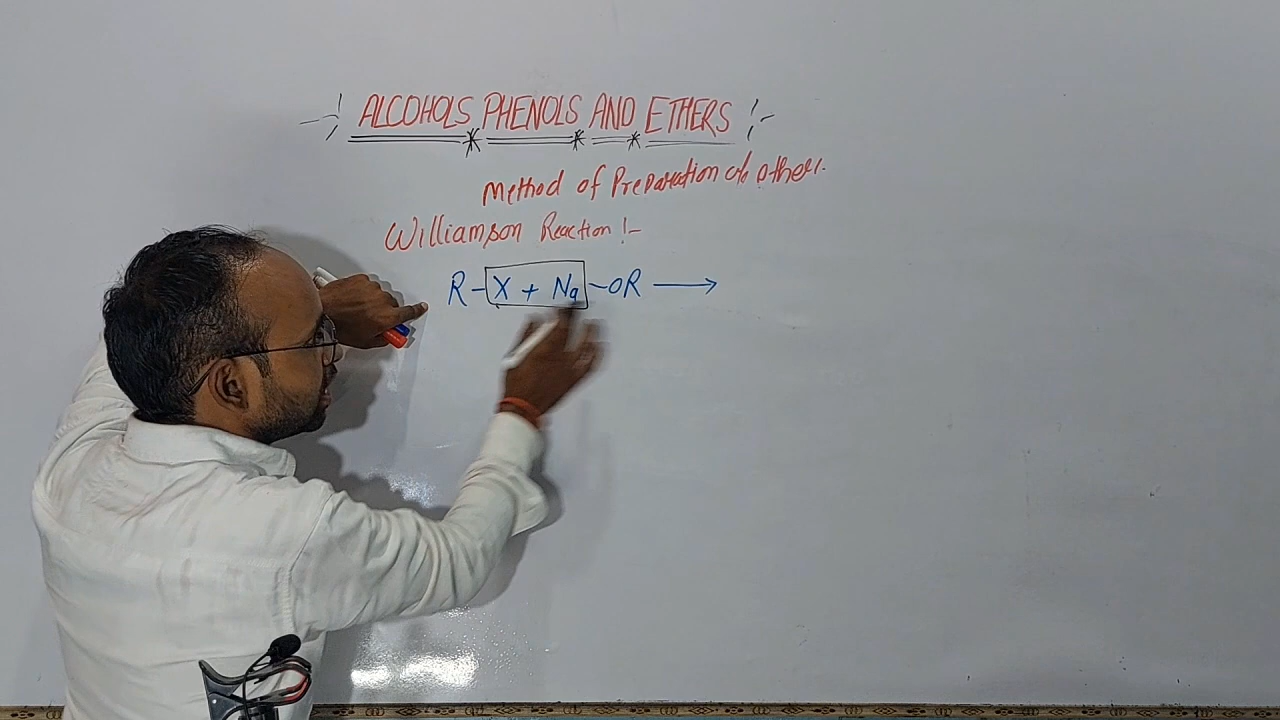 ALCOHOLS PHENOLS AND ETHERS
Method of Preparation of ether.
Williamson Reaction !-
R-X + Na-OR ⟶